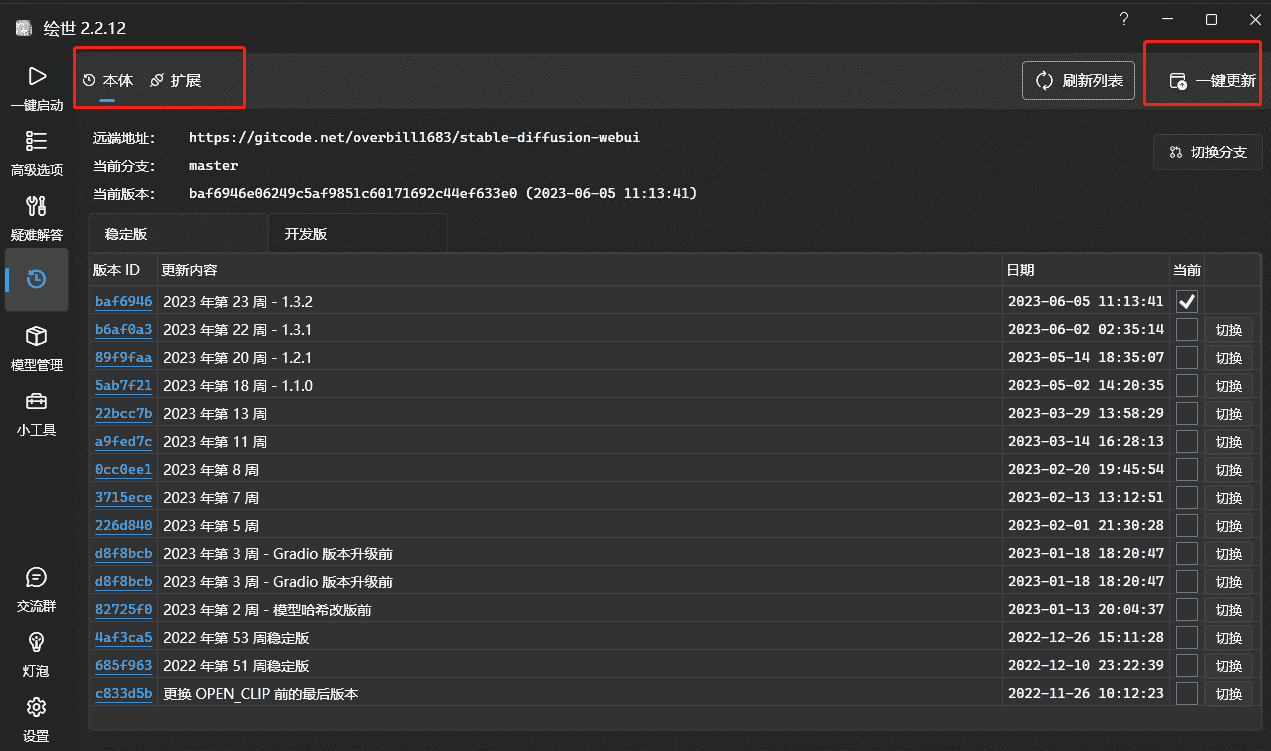 绘世 2.2.12
?
本体 扩展 刷新列表 一键更新
一键启动
高级选项
疑难解答
模型管理
小工具
交流群
灯泡
设置
远端地址: https://gitcode.net/overbill1683/stable-diffusion-webui
当前分支: master 切换分支
当前版本: baf6946e06249c5af9851c60171692c44ef633e0 (2023-06-05 11:13:41)
稳定版 开发版
版本 ID 更新内容 日期 当前
baf6946 2023 年第 23 周 - 1.3.2 2023-06-05 11:13:41
b6af0a3 2023 年第 22 周 - 1.3.1 2023-06-02 02:35:14 切换
89f9faa 2023 年第 20 周 - 1.2.1 2023-05-14 18:35:07 切换
5ab7f21 2023 年第 18 周 - 1.1.0 2023-05-02 14:20:35 切换
22bcc7b 2023 年第 13 周 2023-03-29 13:58:29 切换
a9fed7c 2023 年第 11 周 2023-03-14 16:28:13 切换
0cc0ee1 2023 年第 8 周 2023-02-20 19:45:54 切换
3715ece 2023 年第 7 周 2023-02-13 13:12:51 切换
226d840 2023 年第 5 周 2023-02-01 21:30:28 切换
d8f8bcb 2023 年第 3 周 - Gradio 版本升级前 2023-01-18 18:20:47 切换
d8f8bcb 2023 年第 3 周 - Gradio 版本升级前 2023-01-18 18:20:47 切换
82725f0 2023 年第 2 周 - 模型哈希改版前 2023-01-13 20:04:37 切换
4af3ca5 2022 年第 53 周稳定版 2022-12-26 15:11:28 切换
685f963 2022 年第 51 周稳定版 2022-12-10 23:22:39 切换
c833d5b 更换 OPEN_CLIP 前的最后版本 2022-11-26 10:12:23 切换